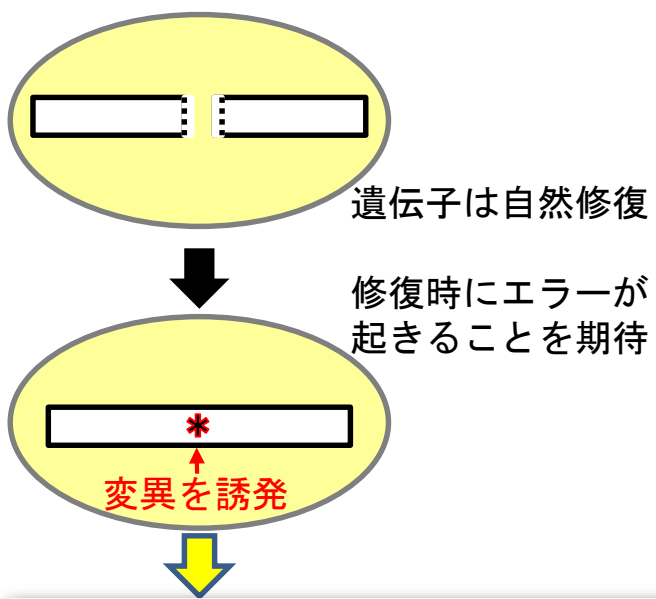 遺伝子は自然修復
修復時にエラーが
起きることを期待
*
変異を誘発